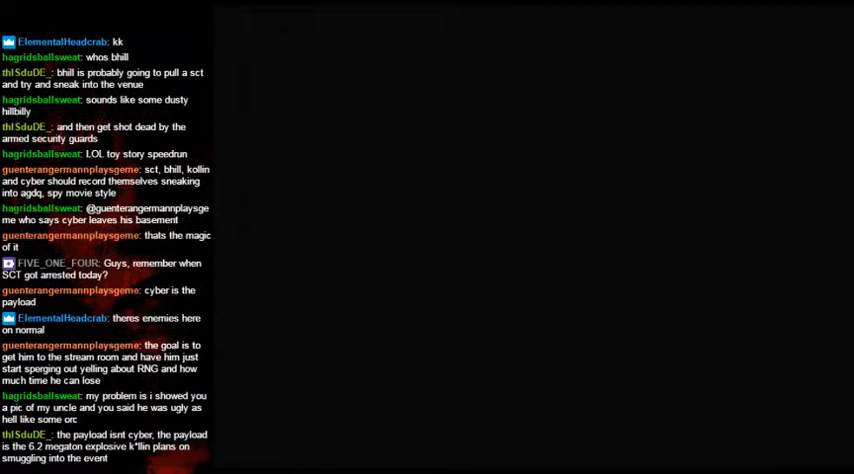 ElementalHeadcrab: kk
hagridsballsweat: whos bhill
thISduDE_: bhill is probably going to pull a sct
and try and sneak into the venue
hagridsballsweat: sounds like some dusty
hillbilly
thISduDE_: and then get shot dead by the
armed security guards
hagridsballsweat: LOL toy story speedrun
guenterangermannplaysgeme: sct, bhill, kollin
and cyber should record themselves sneaking
into agdq, spy movie style
hagridsballsweat: @guenterangermannplaysge
me who says cyber leaves his basement
guenterangermannplaysgeme: thats the magic
of it
FIVE_ONE_FOUR: Guys, remember when
SCT got arrested today?
guenterangermannplaysgeme: cyber is the
payload
ElementalHeadcrab: theres enemies here
on normal
guenterangermannplaysgeme: the goal is to
get him to the stream room and have him just
start sperging out yelling about RNG and how
much time he can lose
hagridsballsweat: my problem is i showed you
a pic of my uncle and you said he was ugly as
hell like some orc
thISduDE_: the payload isnt cyber, the payload
is the 6.2 megaton explosive k*llin plans on
smuggling into the event